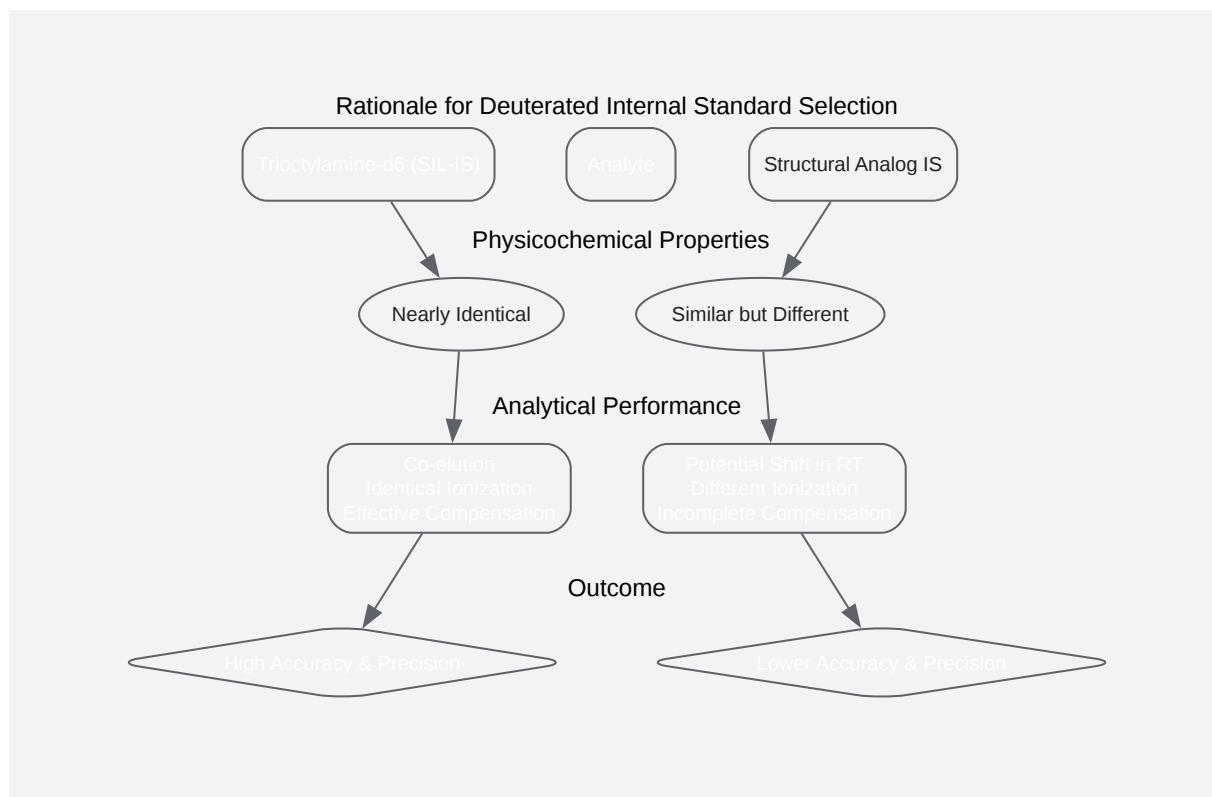 Rationale for Deuterated Internal Standard Selection
Trioctylamine-d6 (SIL-IS)
Analyte
Structural Analog IS
Physicochemical Properties
Nearly Identical
Similar but Different
Analytical Performance
Co-elution
Identical Ionization
Effective Compensation
Potential Shift in RT
Different Ionization
Incomplete Compensation
Outcome
High Accuracy & Precision
Lower Accuracy & Precision